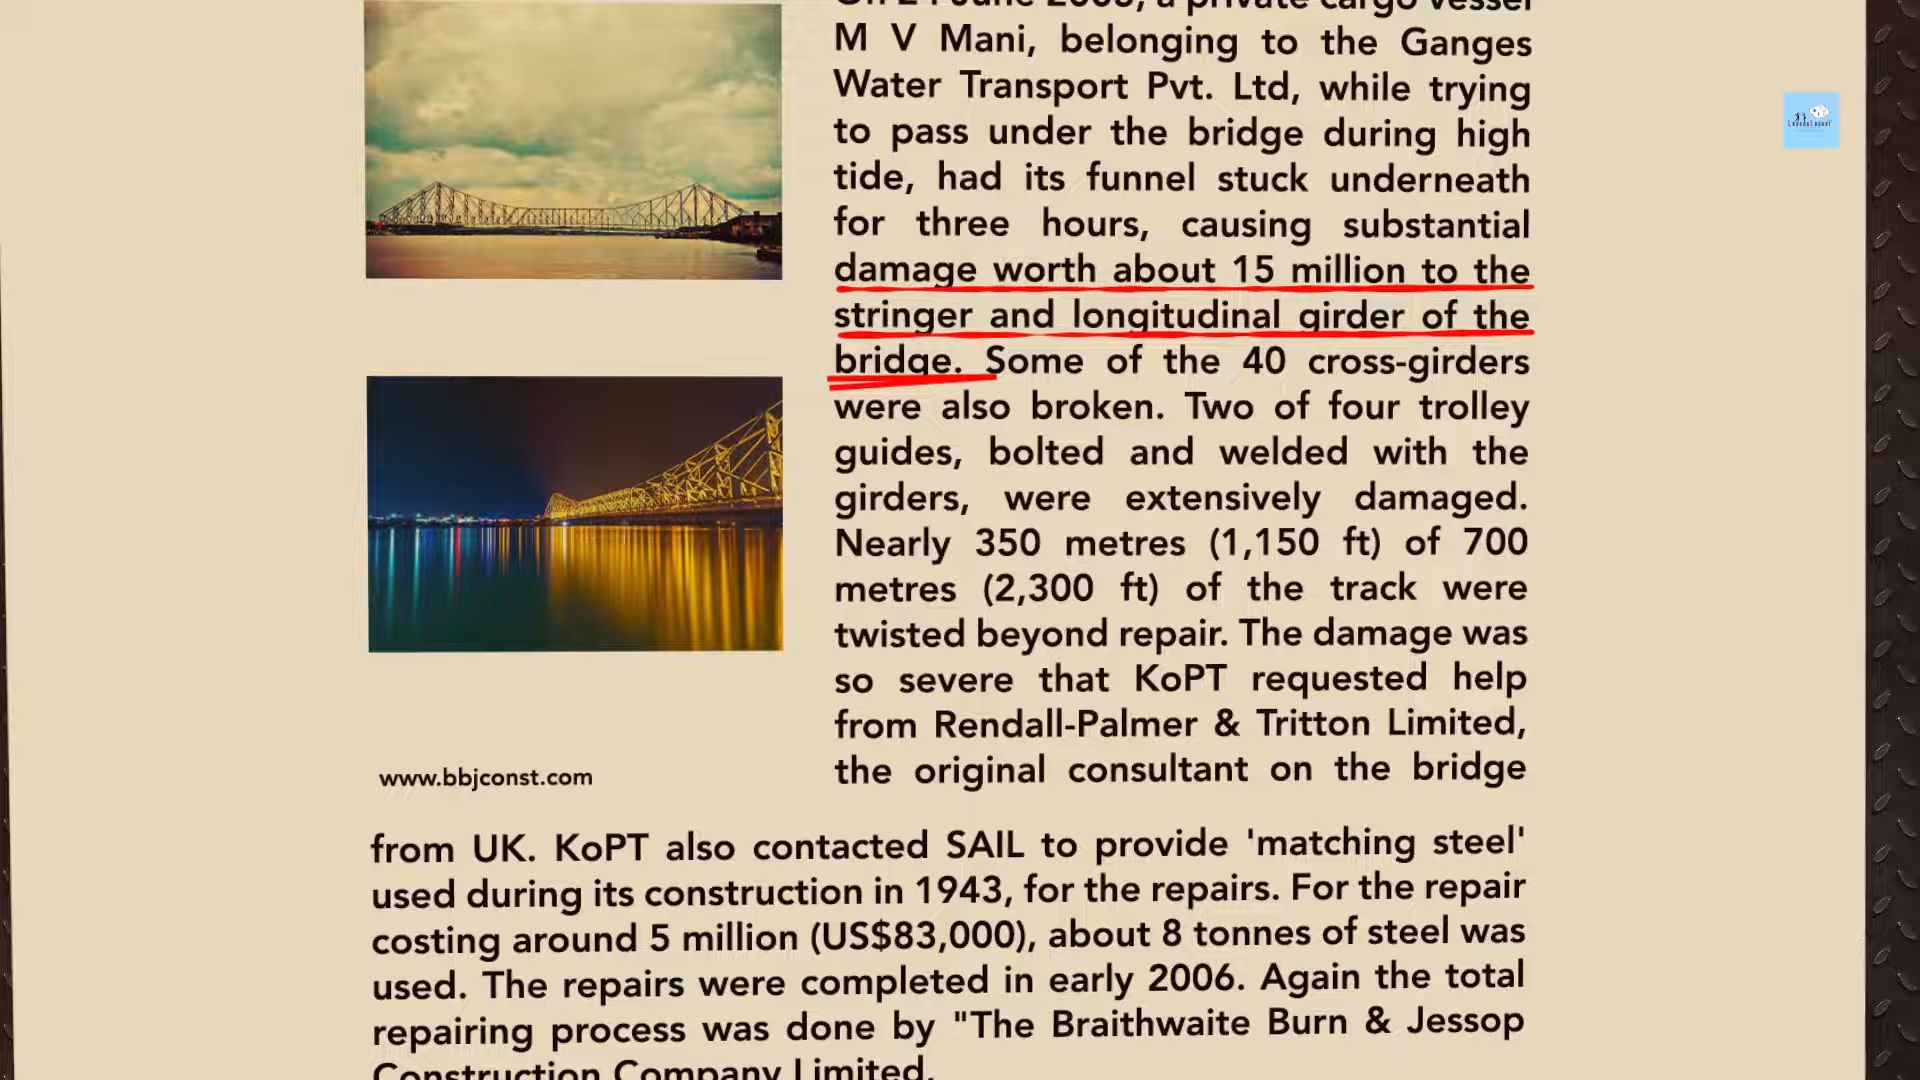 On 24 June 2005, a private cargo vessel
M V Mani, belonging to the Ganges
Water Transport Pvt. Ltd, while trying
to pass under the bridge during high
tide, had its funnel stuck underneath
for three hours, causing substantial
damage worth about 15 million to the
stringer and longitudinal girder of the
bridge. Some of the 40 cross-girders
were also broken. Two of four trolley
guides, bolted and welded with the
girders, were extensively damaged.
Nearly 350 metres (1,150 ft) of 700
metres (2,300 ft) of the track were
twisted beyond repair. The damage was
so severe that KoPT requested help
from Rendall-Palmer & Tritton Limited,
the original consultant on the bridge
www.bbjconst.com
from UK. KoPT also contacted SAIL to provide 'matching steel'
used during its construction in 1943, for the repairs. For the repair
costing around 5 million (US$83,000), about 8 tonnes of steel was
used. The repairs were completed in early 2006. Again the total
repairing process was done by "The Braithwaite Burn & Jessop
Construction Company Limited.